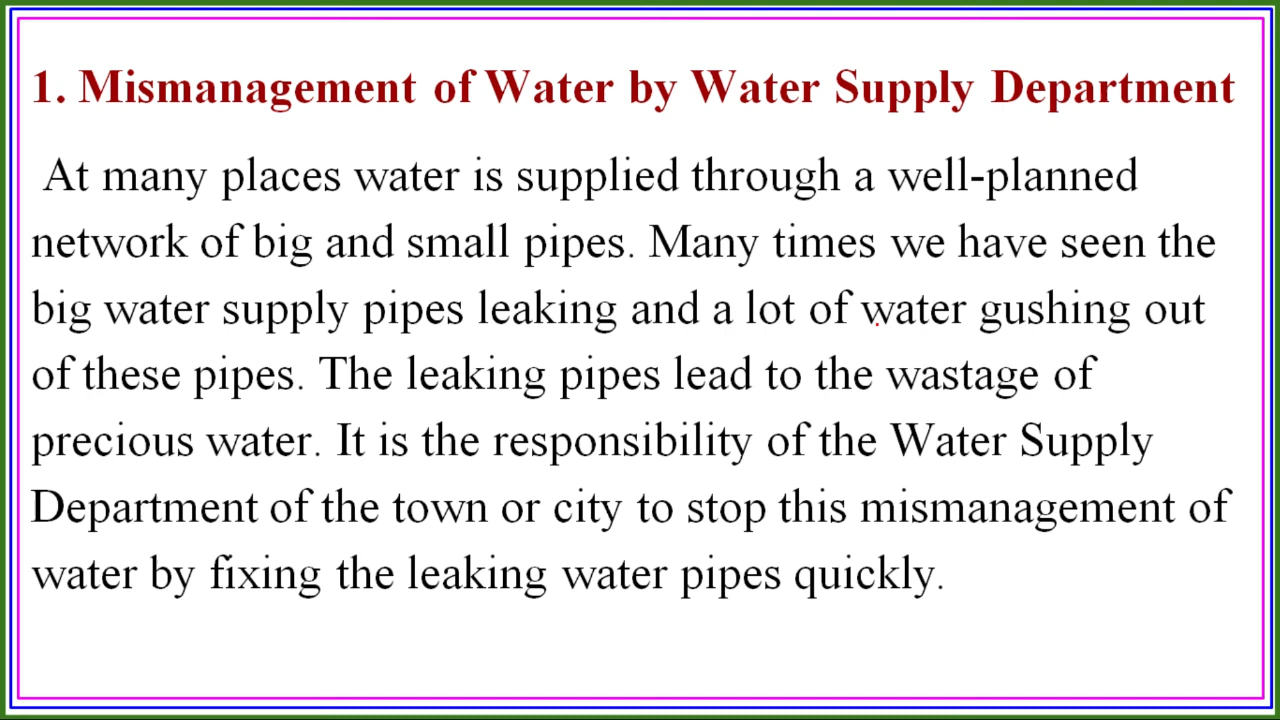 1. Mismanagement of Water by Water Supply Department
At many places water is supplied through a well-planned
network of big and small pipes. Many times we have seen the
big water supply pipes leaking and a lot of water gushing out
of these pipes. The leaking pipes lead to the wastage of
precious water. It is the responsibility of the Water Supply
Department of the town or city to stop this mismanagement of
water by fixing the leaking water pipes quickly.